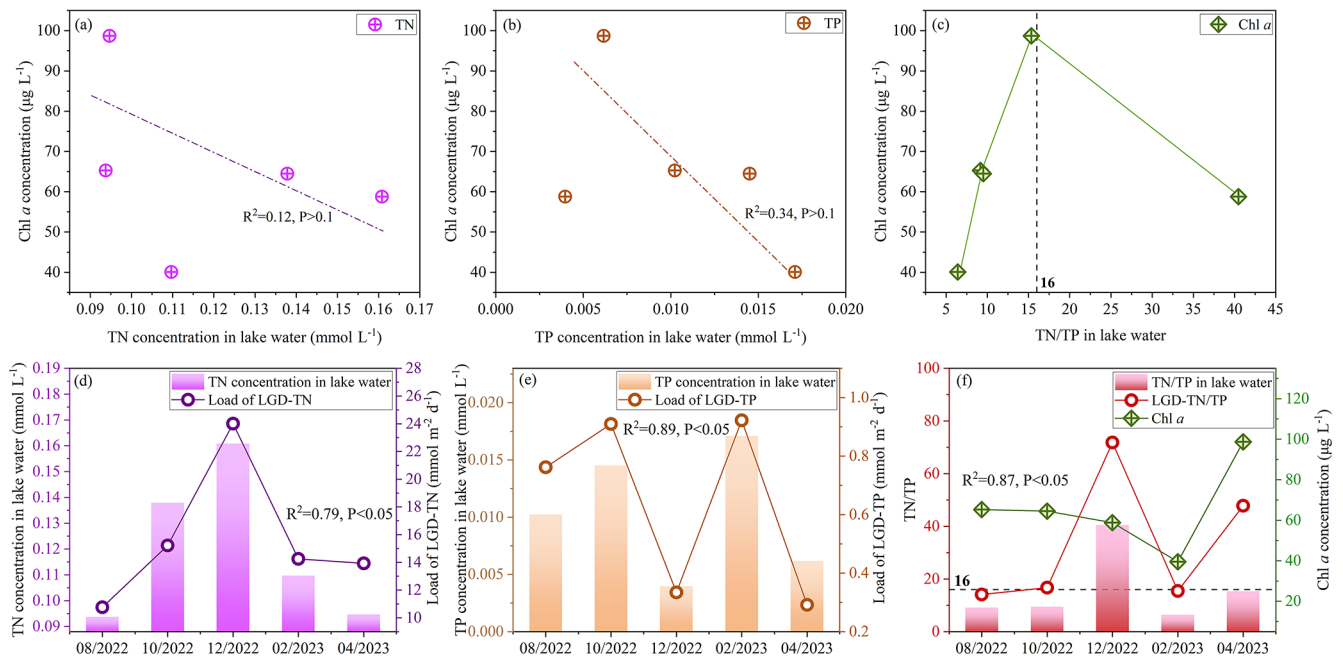 (a)
TN
100
90
80
70
60
50
40
Chl a concentration (μg L-1)
R2=0.12, P>0.1
0.09 0.10 0.11 0.12 0.13 0.14 0.15 0.16 0.17
TN concentration in lake water (mmol L-1)
(b)
TP
100
90
80
70
60
50
40
Chl a concentration (μg L-1)
R2=0.34, P>0.1
0.000 0.005 0.010 0.015 0.020
TP concentration in lake water (mmol L-1)
(c)
Chl a
100
90
80
70
60
50
40
Chl a concentration (μg L-1)
16
5 10 15 20 25 30 35 40 45
TN/TP in lake water
(d)
TN concentration in lake water
Load of LGD-TN
0.19
0.18
0.17
0.16
0.15
0.14
0.13
0.12
0.11
0.10
0.09
TN concentration in lake water (mmol L-1)
R2=0.79, P<0.05
28
26
24
22
20
18
16
14
12
10
Load of LGD-TN (mmol m-2 d-1)
08/2022 10/2022 12/2022 02/2023 04/2023
(e)
TP concentration in lake water
Load of LGD-TP
0.020
0.015
0.010
0.005
0.000
TP concentration in lake water (mmol L-1)
R2=0.89, P<0.05
1.0
0.8
0.6
0.4
0.2
Load of LGD-TP (mmol m-2 d-1)
08/2022 10/2022 12/2022 02/2023 04/2023
(f)
TN/TP in lake water
LGD-TN/TP
Chl a
100
80
60
40
20
0
TN/TP
R2=0.87, P<0.05
16
120
100
80
60
40
20
Chl a concentration (μg L-1)
08/2022 10/2022 12/2022 02/2023 04/2023